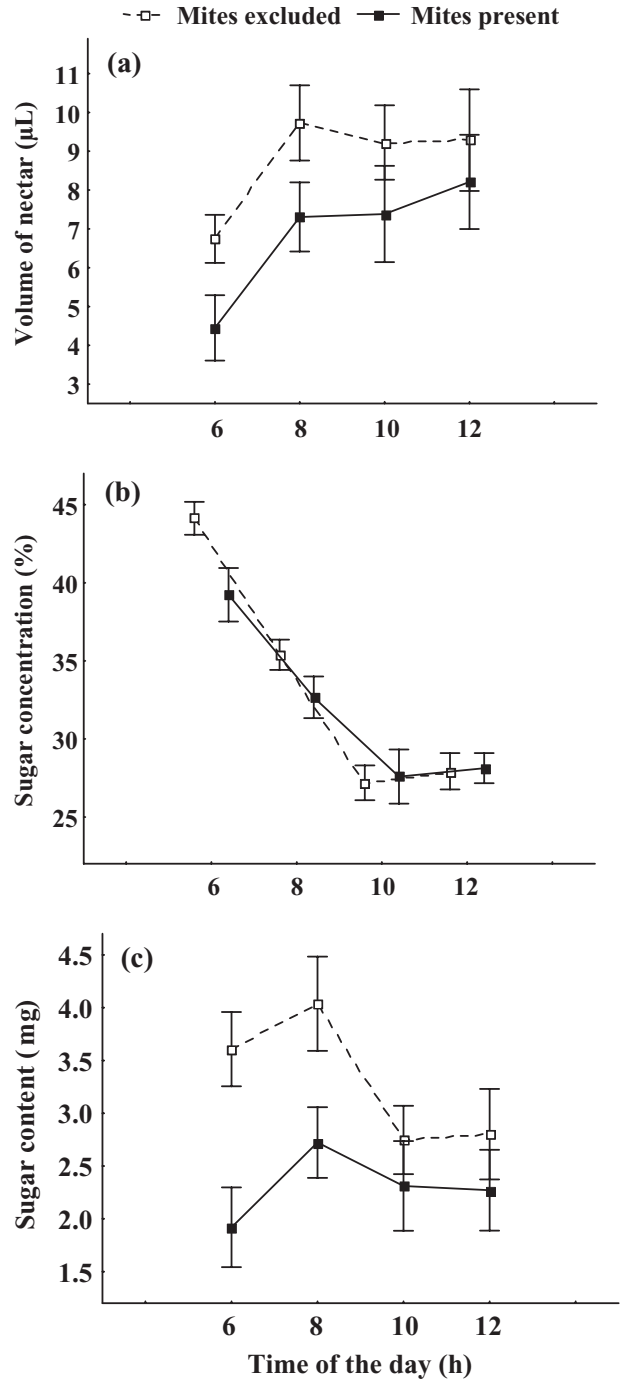 Mites excluded Mites present
(a)
Volume of nectar (µL)
11
10
9
8
7
6
5
4
3
6 8 10 12
(b)
Sugar concentration (%)
45
40
35
30
25
6 8 10 12
(c)
Sugar content ( mg)
4.5
4.0
3.5
3.0
2.5
2.0
1.5
6 8 10 12
Time of the day (h)